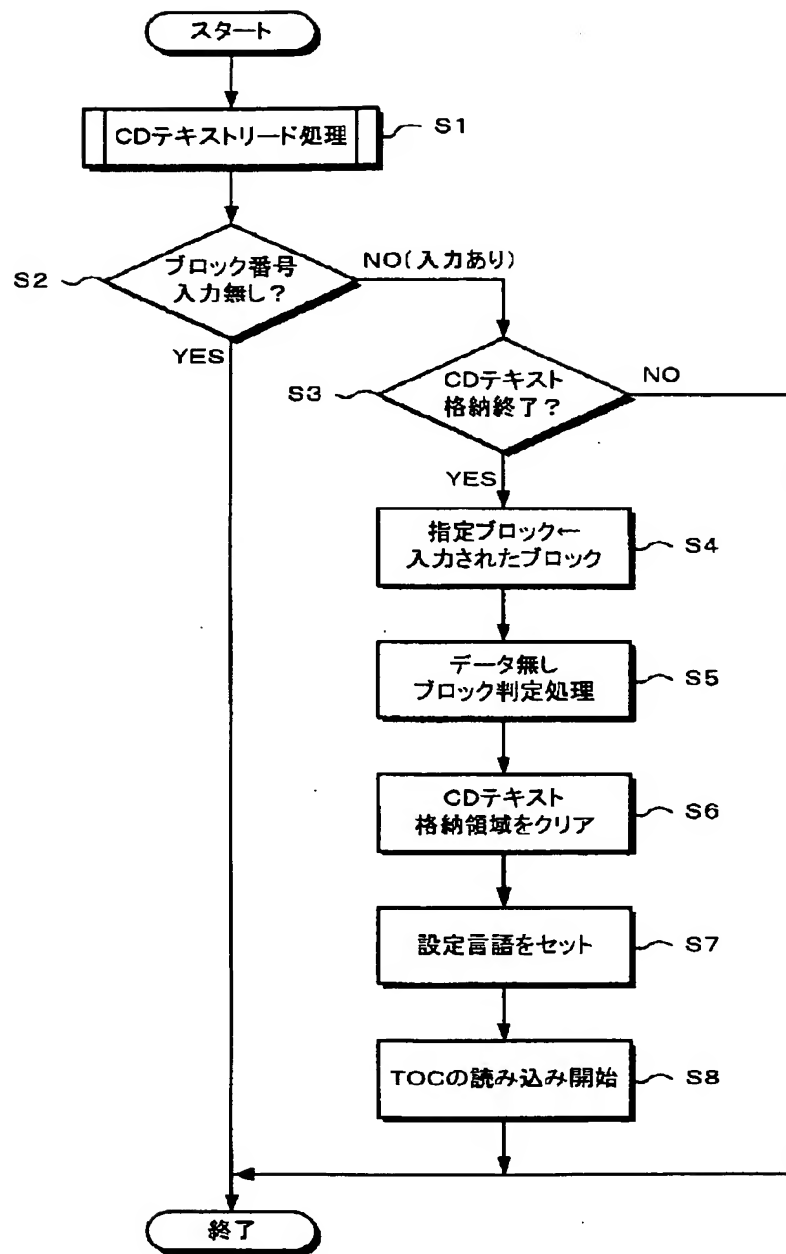 スタート
CDテキストリード処理
S1
S2
ブロック番号
入力無し?
NO(入力あり)
YES
S3
CDテキスト
格納終了?
NO
YES
指定ブロック←
入力されたブロック
S4
データ無し
ブロック判定処理
S5
CDテキスト
格納領域をクリア
S6
設定言語をセット
S7
TOCの読み込み開始
S8
終了